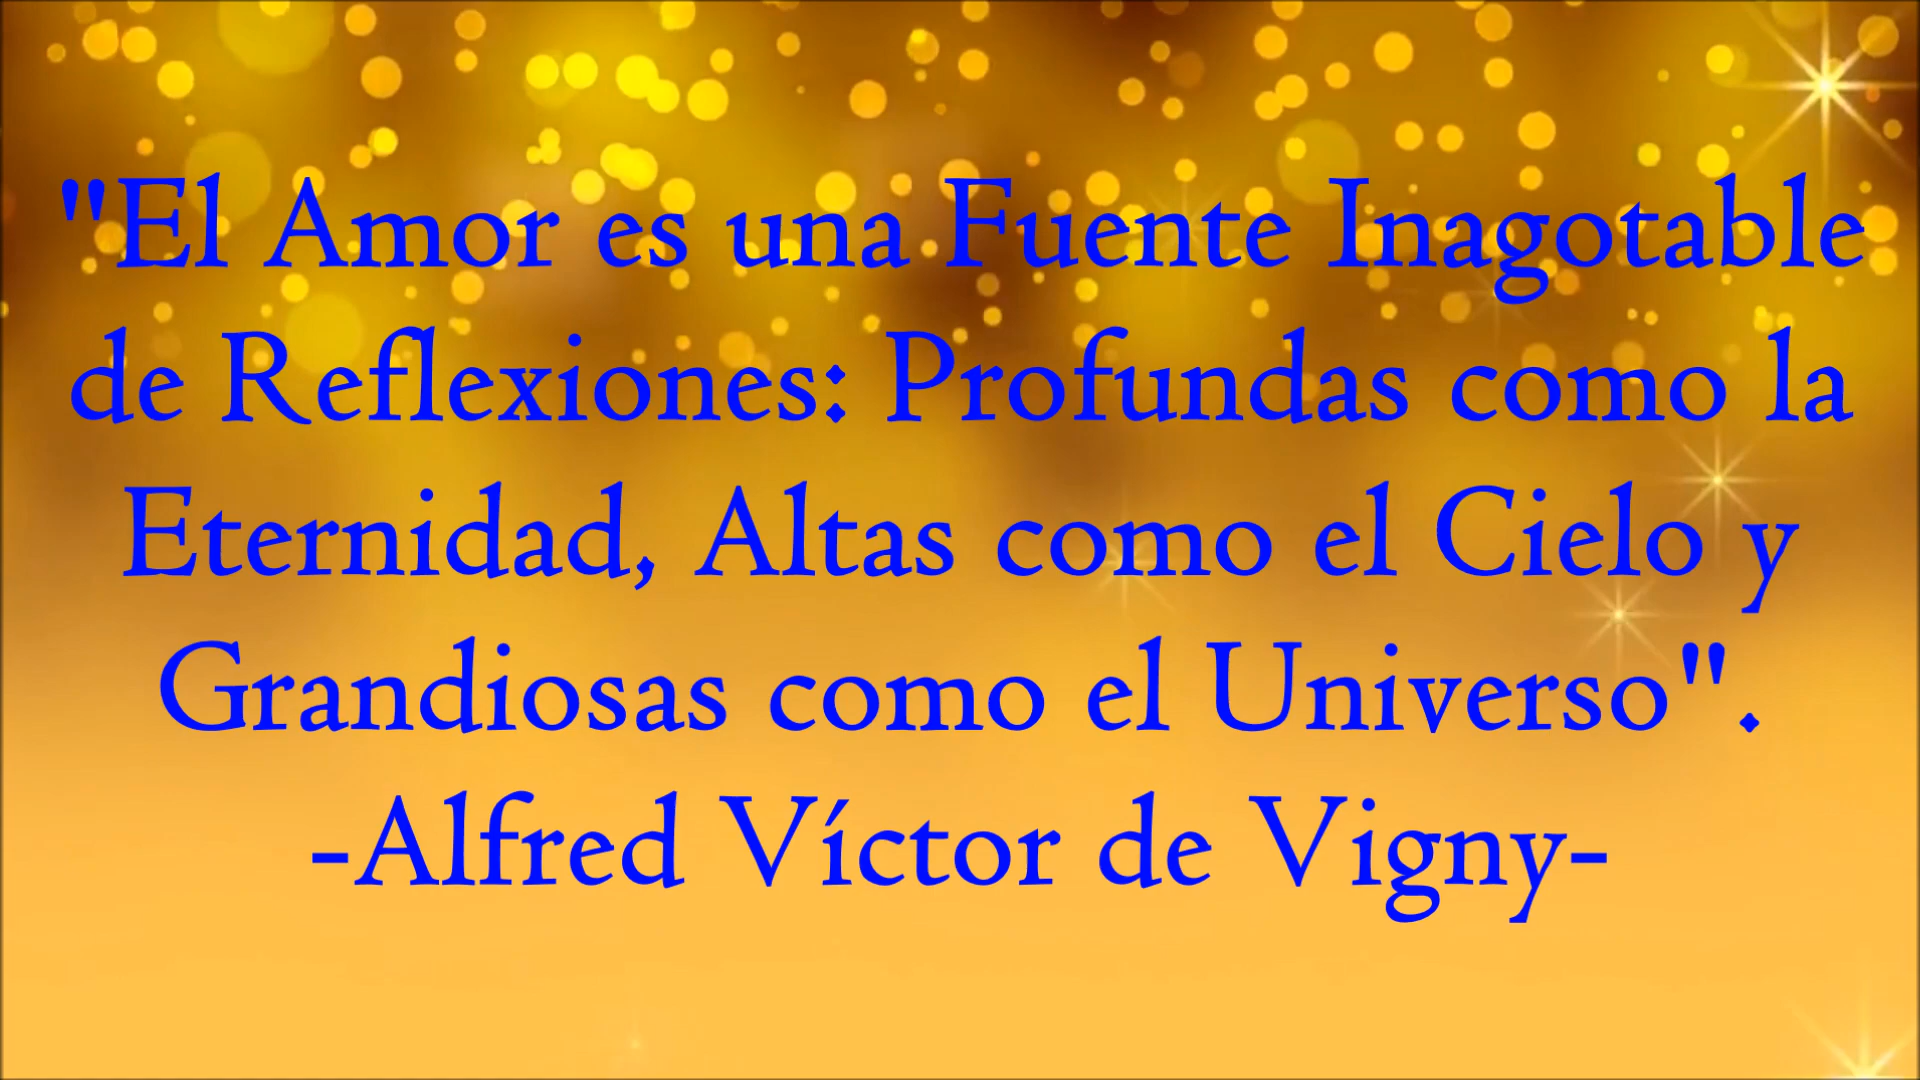 "El Amor es una Fuente Inagotable
de Reflexiones: Profundas como la
Eternidad, Altas como el Cielo y
Grandiosas como el Universo".
-Alfred Víctor de Vigny-